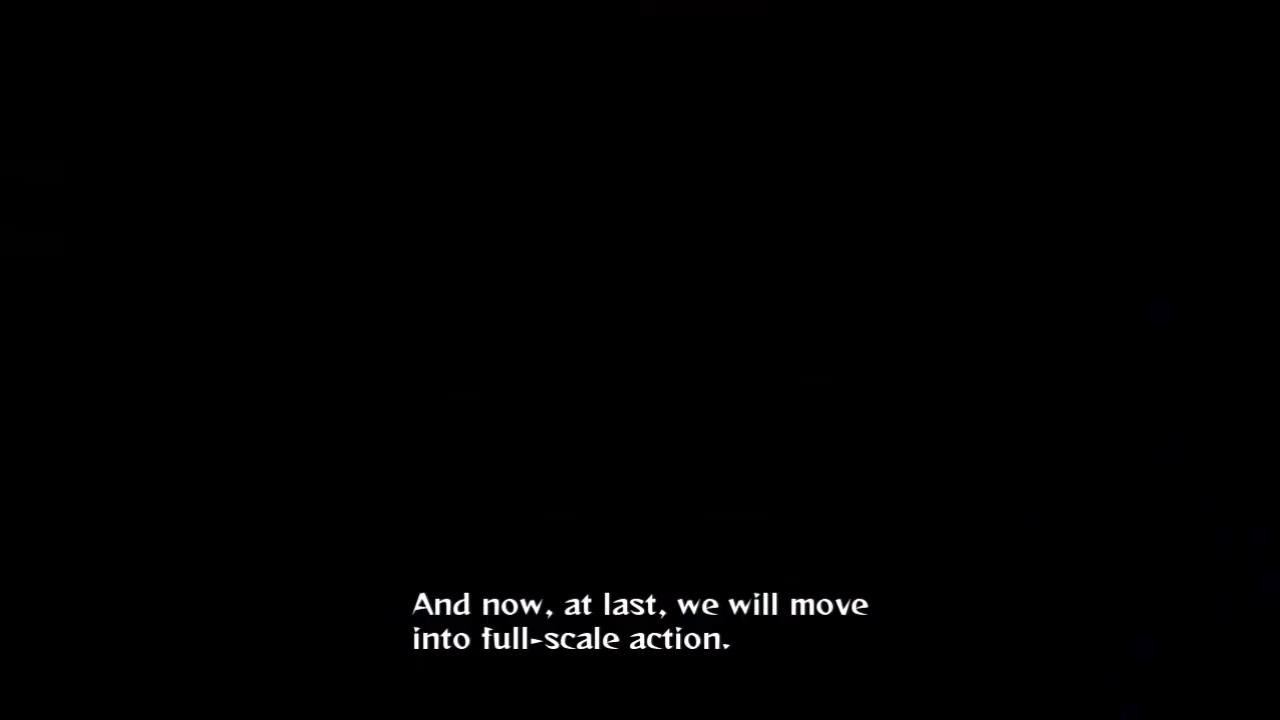 And now, at last, we will move
into full-scale action.